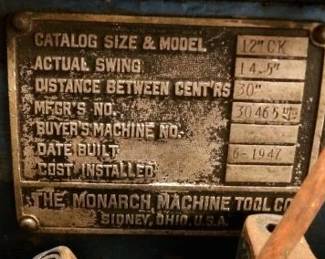 CATALOG SIZE & MODEL 12"CK
ACTUAL SWING 14.5"
DISTANCE BETWEEN CENT'RS 30"
MFGR'S NO. 30465
BUYER'S MACHINE NO.
DATE BUILT 6-1947
COST INSTALLED
THE MONARCH MACHINE TOOL CO.
SIDNEY, OHIO. U.S.A.